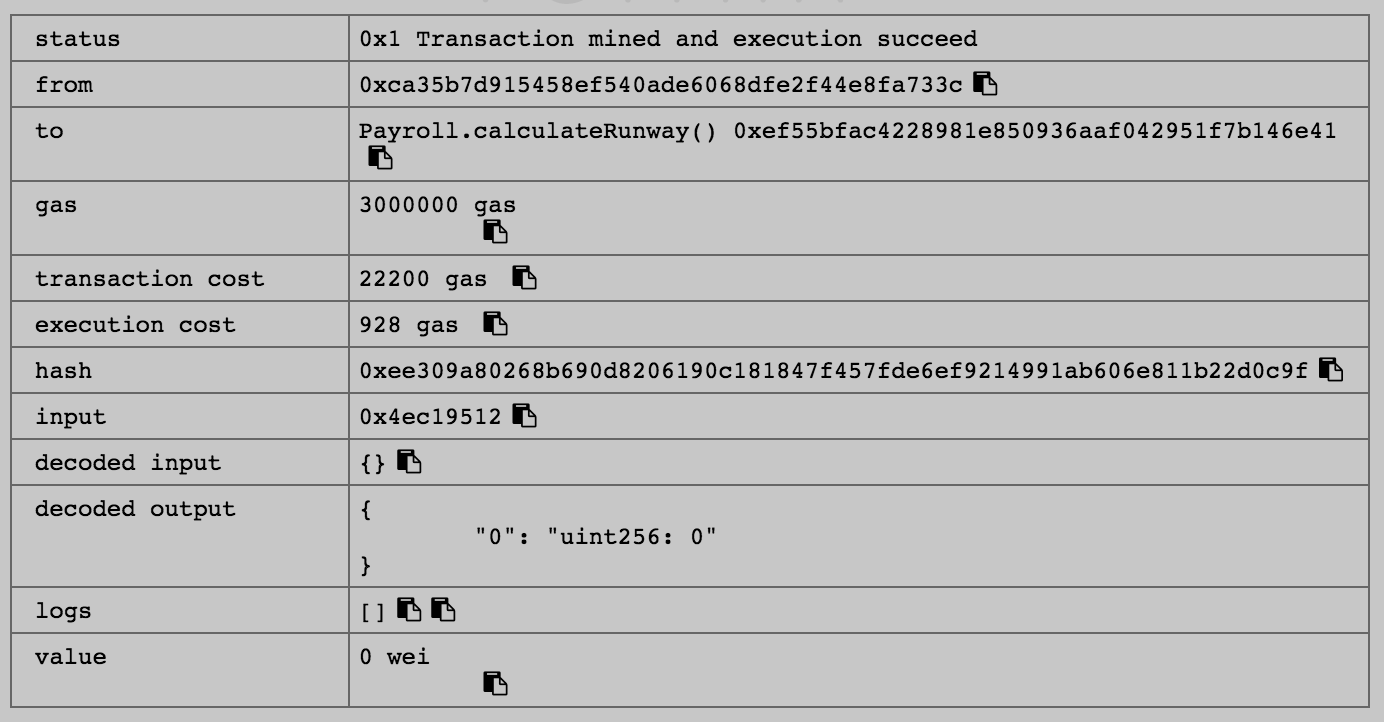 status 0x1 Transaction mined and execution succeed
from 0xca35b7d915458ef540ade6068dfe2f44e8fa733c
to Payroll.calculateRunway() 0xef55bfac4228981e850936aaf042951f7b146e41
gas 3000000 gas
transaction cost 22200 gas
execution cost 928 gas
hash 0xee309a80268b690d8206190c181847f457fde6ef9214991ab606e811b22d0c9f
input 0x4ec19512
decoded input {}
decoded output {
"0": "uint256: 0"
}
logs []
value 0 wei